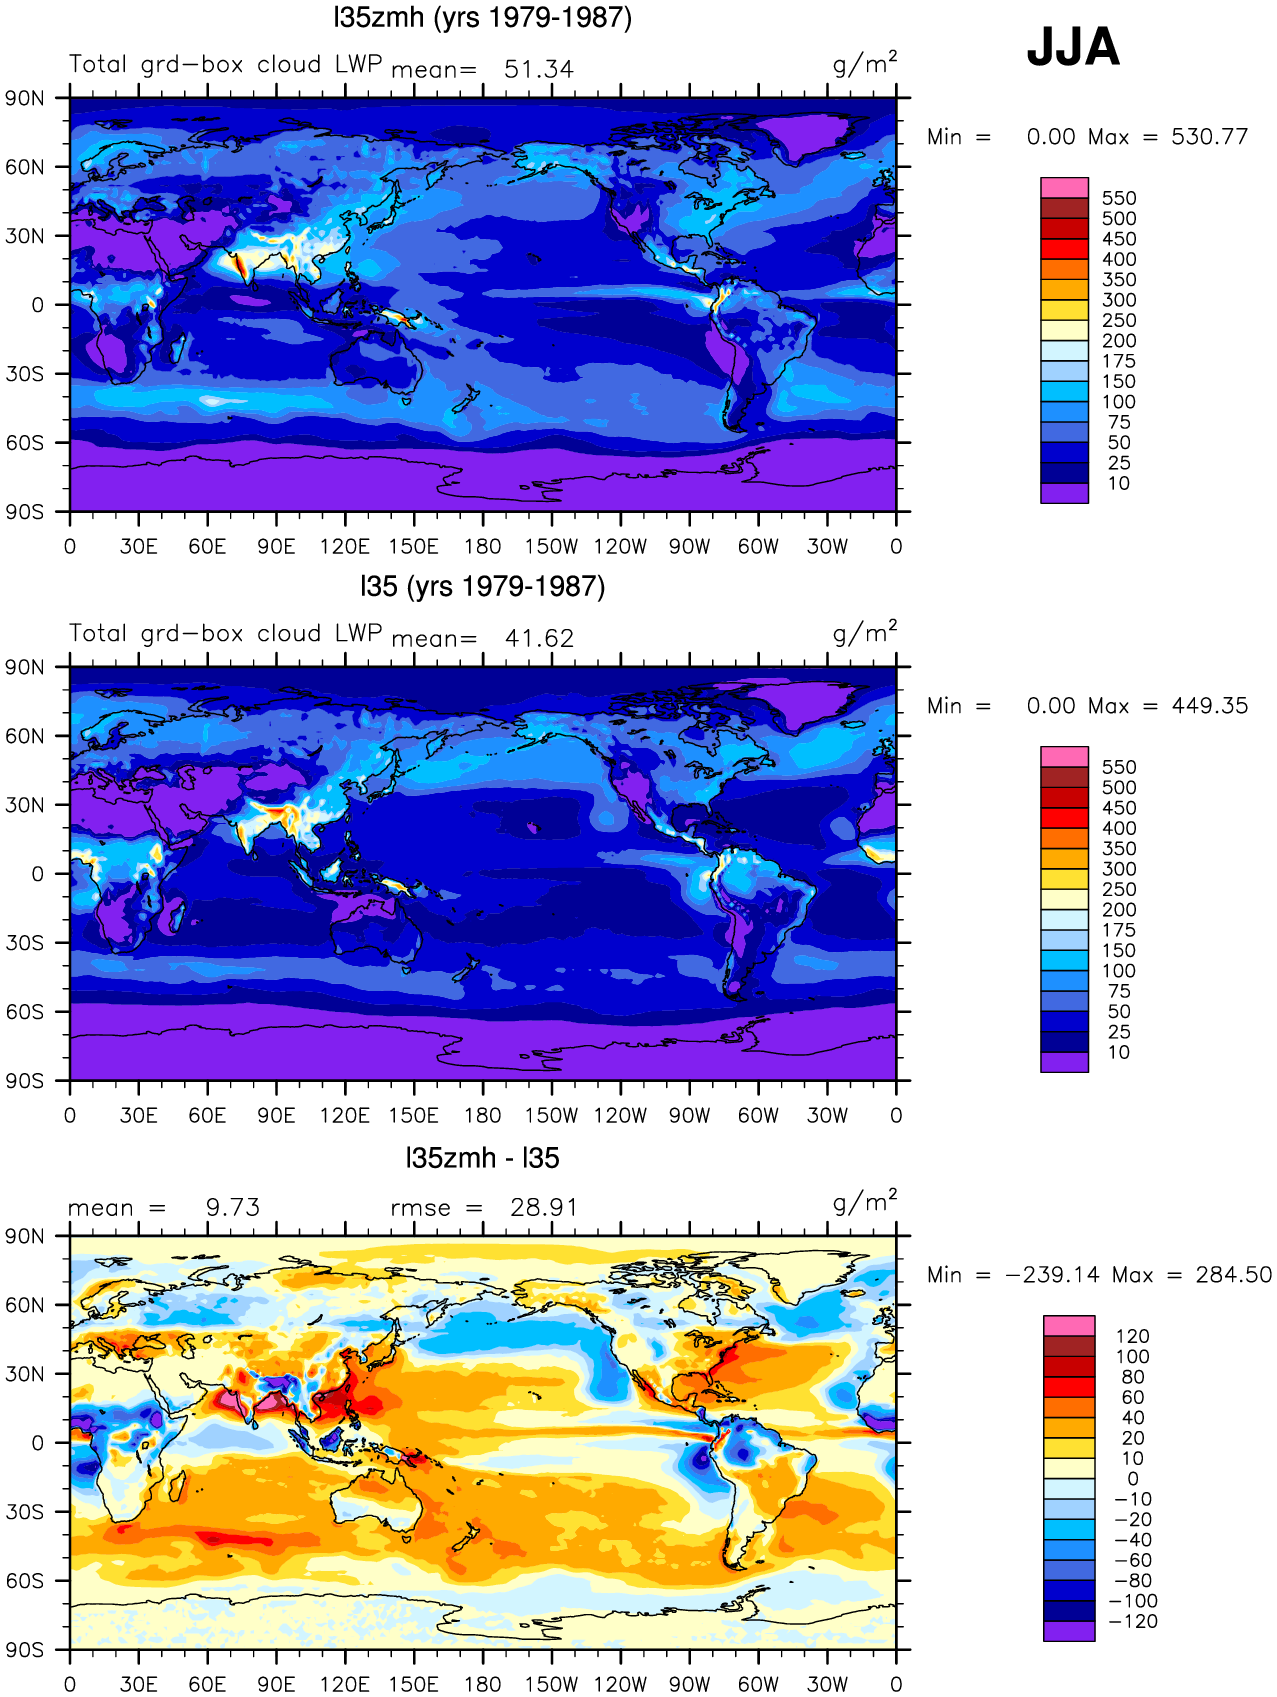 l35zmh (yrs 1979-1987)
JJA
Total grd-box cloud LWP mean= 51.34 g/m²
Min = 0.00 Max = 530.77
90N
60N
30N
0
30S
60S
90S
0 30E 60E 90E 120E 150E 180 150W 120W 90W 60W 30W 0
550
500
450
400
350
300
250
200
175
150
100
75
50
25
10
l35 (yrs 1979-1987)
Total grd-box cloud LWP mean= 41.62 g/m²
Min = 0.00 Max = 449.35
90N
60N
30N
0
30S
60S
90S
0 30E 60E 90E 120E 150E 180 150W 120W 90W 60W 30W 0
550
500
450
400
350
300
250
200
175
150
100
75
50
25
10
l35zmh - l35
mean = 9.73 rmse = 28.91 g/m²
Min = -239.14 Max = 284.50
90N
60N
30N
0
30S
60S
90S
0 30E 60E 90E 120E 150E 180 150W 120W 90W 60W 30W 0
120
100
80
60
40
20
10
0
-10
-20
-40
-60
-80
-100
-120